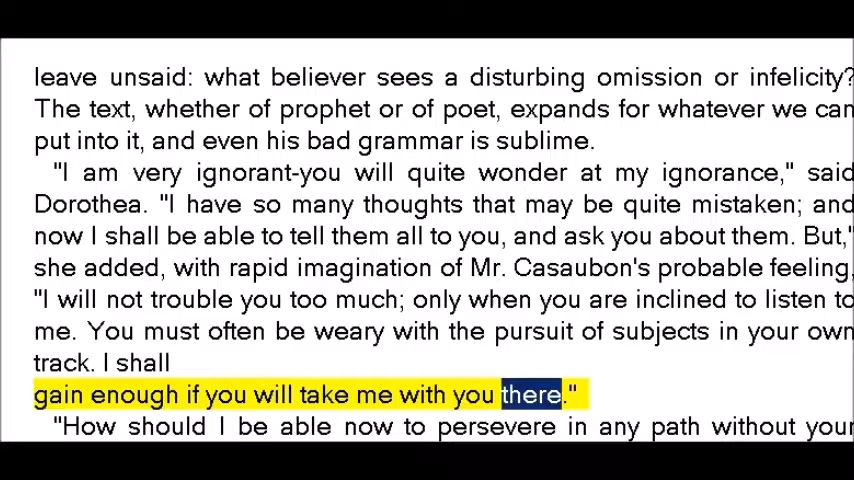 leave unsaid: what believer sees a disturbing omission or infelicity?
The text, whether of prophet or of poet, expands for whatever we can
put into it, and even his bad grammar is sublime.
"I am very ignorant-you will quite wonder at my ignorance," said
Dorothea. "I have so many thoughts that may be quite mistaken; and
now I shall be able to tell them all to you, and ask you about them. But,"
she added, with rapid imagination of Mr. Casaubon's probable feeling,
"I will not trouble you too much; only when you are inclined to listen to
me. You must often be weary with the pursuit of subjects in your own
track. I shall
gain enough if you will take me with you there."
"How should I be able now to persevere in any path without your